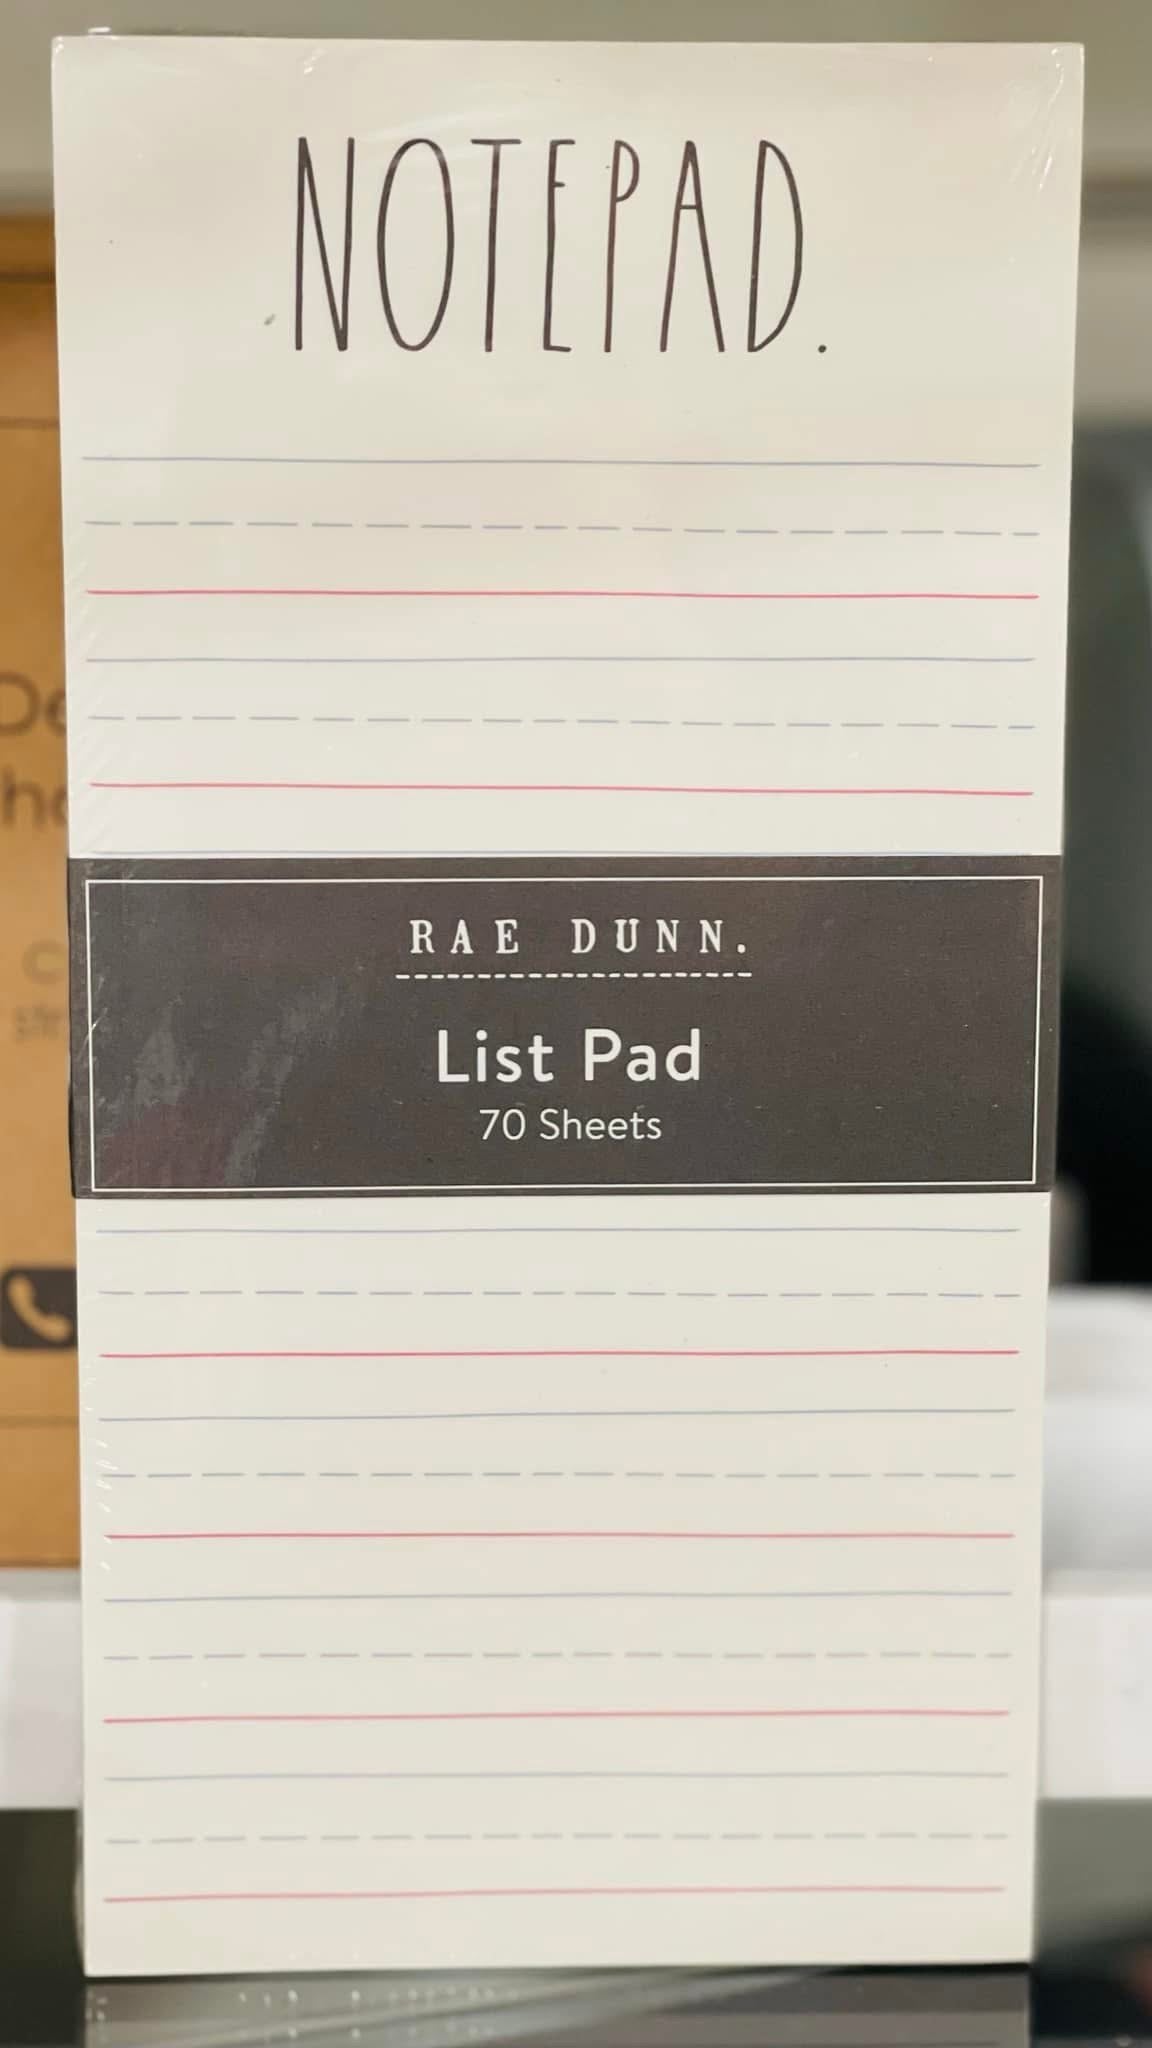 NOTEPAD.
RAE DUNN.
List Pad
70 Sheets